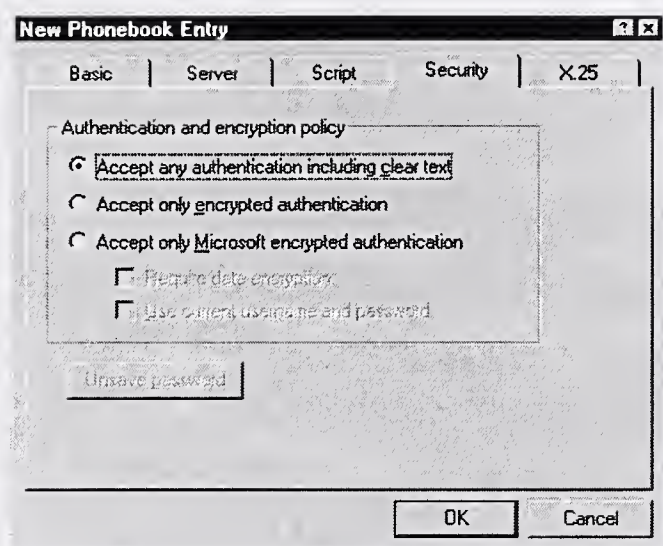 New Phonebook Entry
Basic Server Script Security X.25
Authentication and encryption policy
Accept any authentication including clear text
Accept only encrypted authentication
Accept only Microsoft encrypted authentication
Require data encryption
Use current username and password
Unsave password
OK Cancel